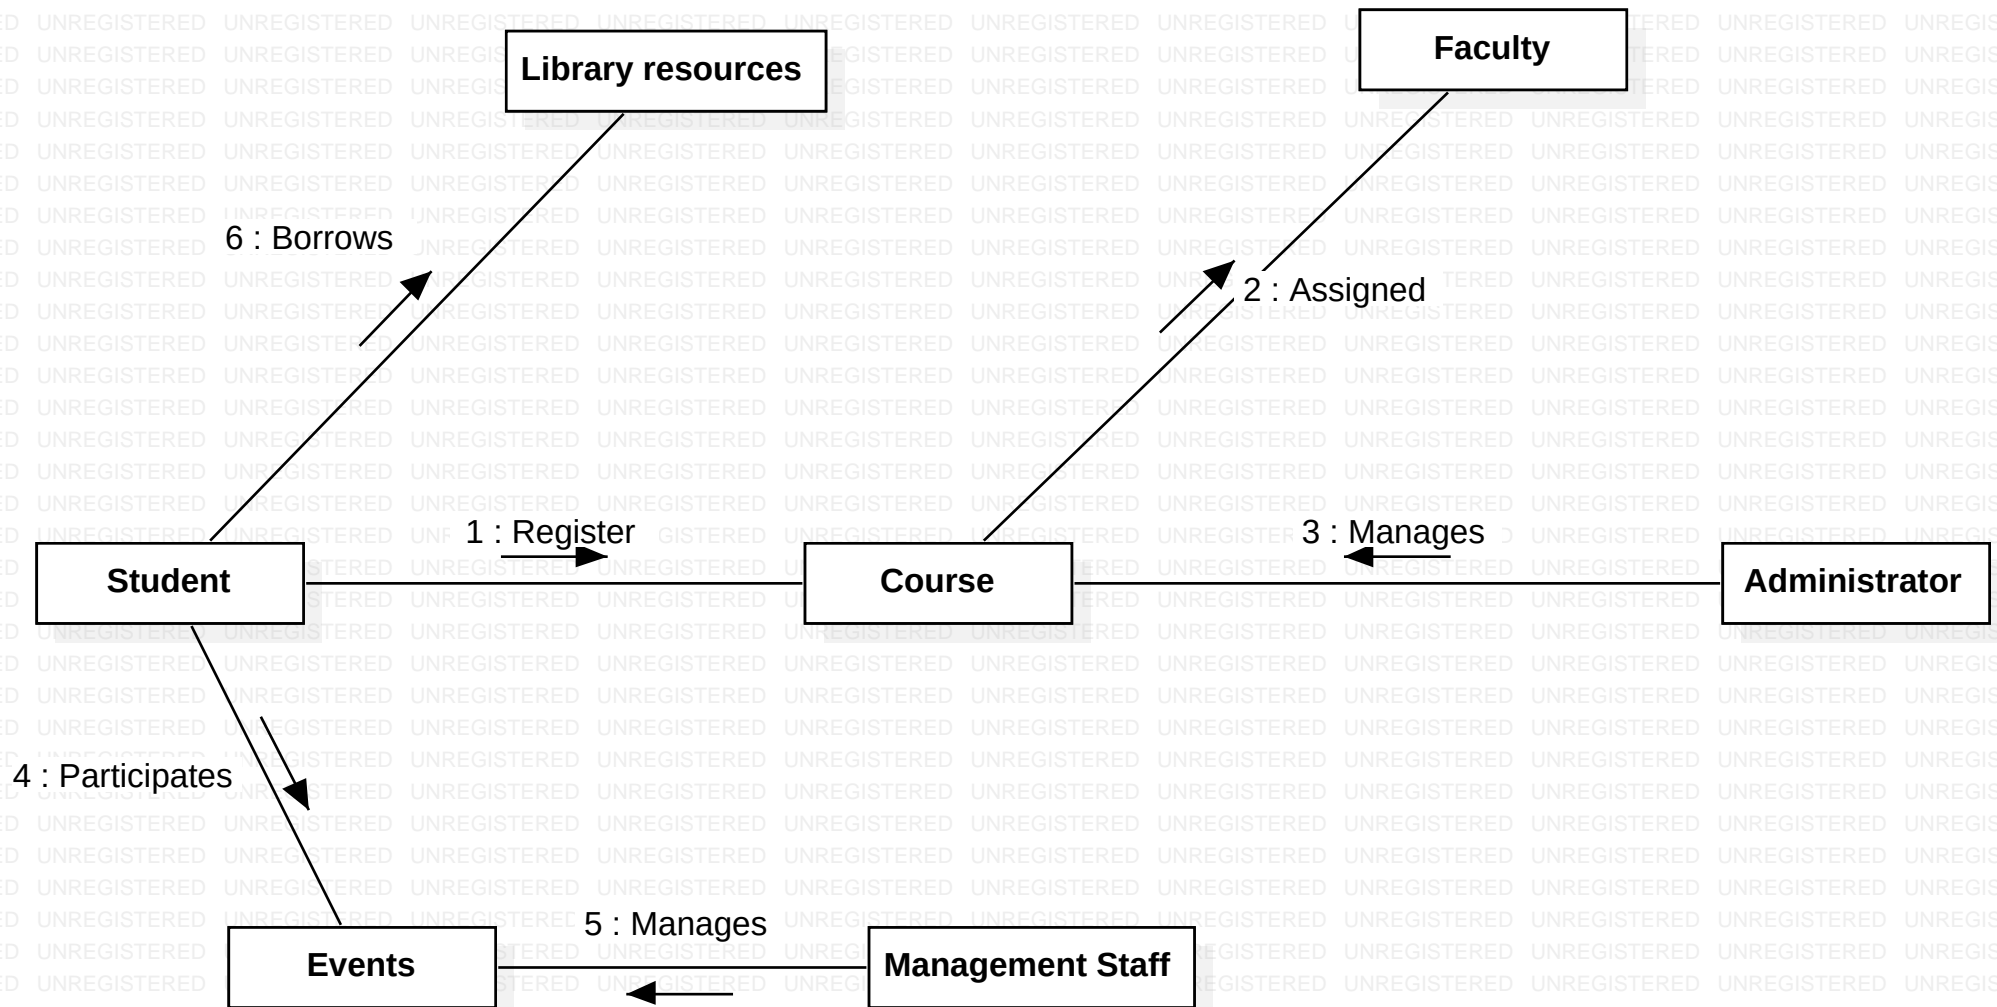 Faculty
Library resources
6 : Borrows
2 : Assigned
1 : Register
3 : Manages
Student
Course
Administrator
4 : Participates
5 : Manages
Events
Management Staff
UNREGISTERED